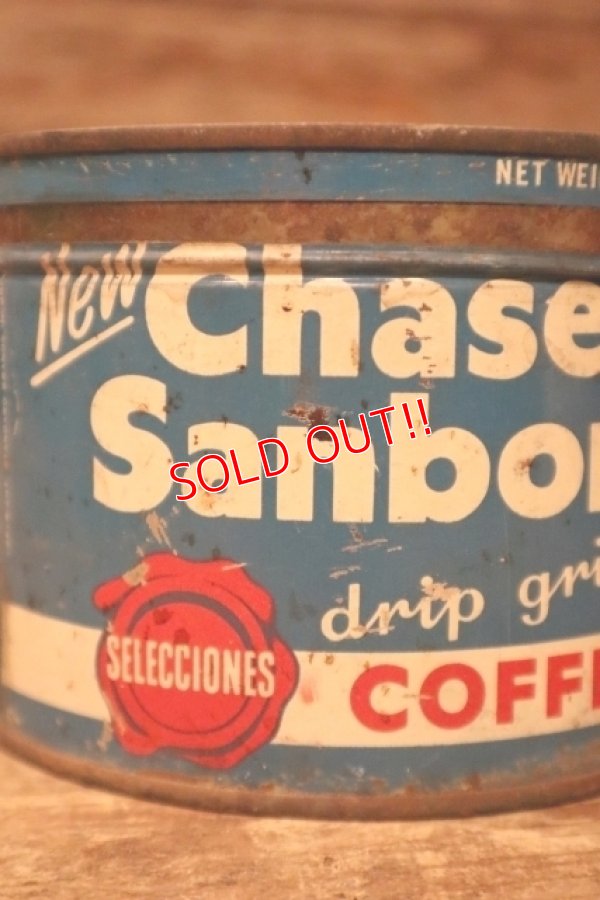 NET WEI
New Chase
Sanbor
SOLD OUT!!
drip gri
SELECCIONES
COFF